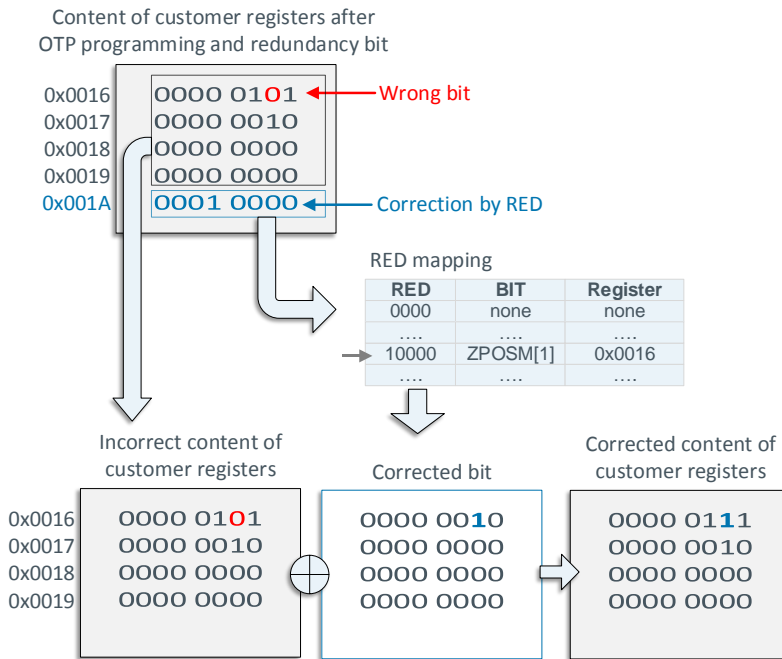 Content of customer registers after
OTP programming and redundancy bit
0x0016 0000 0101 Wrong bit
0x0017 0000 0010
0x0018 0000 0000
0x0019 0000 0000
0x001A 0001 0000 Correction by RED
RED mapping
RED BIT Register
0000 none none
.... .... ....
10000 ZPOSM[1] 0x0016
.... .... ....
Incorrect content of
customer registers
Corrected bit
Corrected content of
customer registers
0x0016 0000 0101 0000 0010 0000 0111
0x0017 0000 0010 0000 0000 0000 0010
0x0018 0000 0000 0000 0000 0000 0000
0x0019 0000 0000 0000 0000 0000 0000